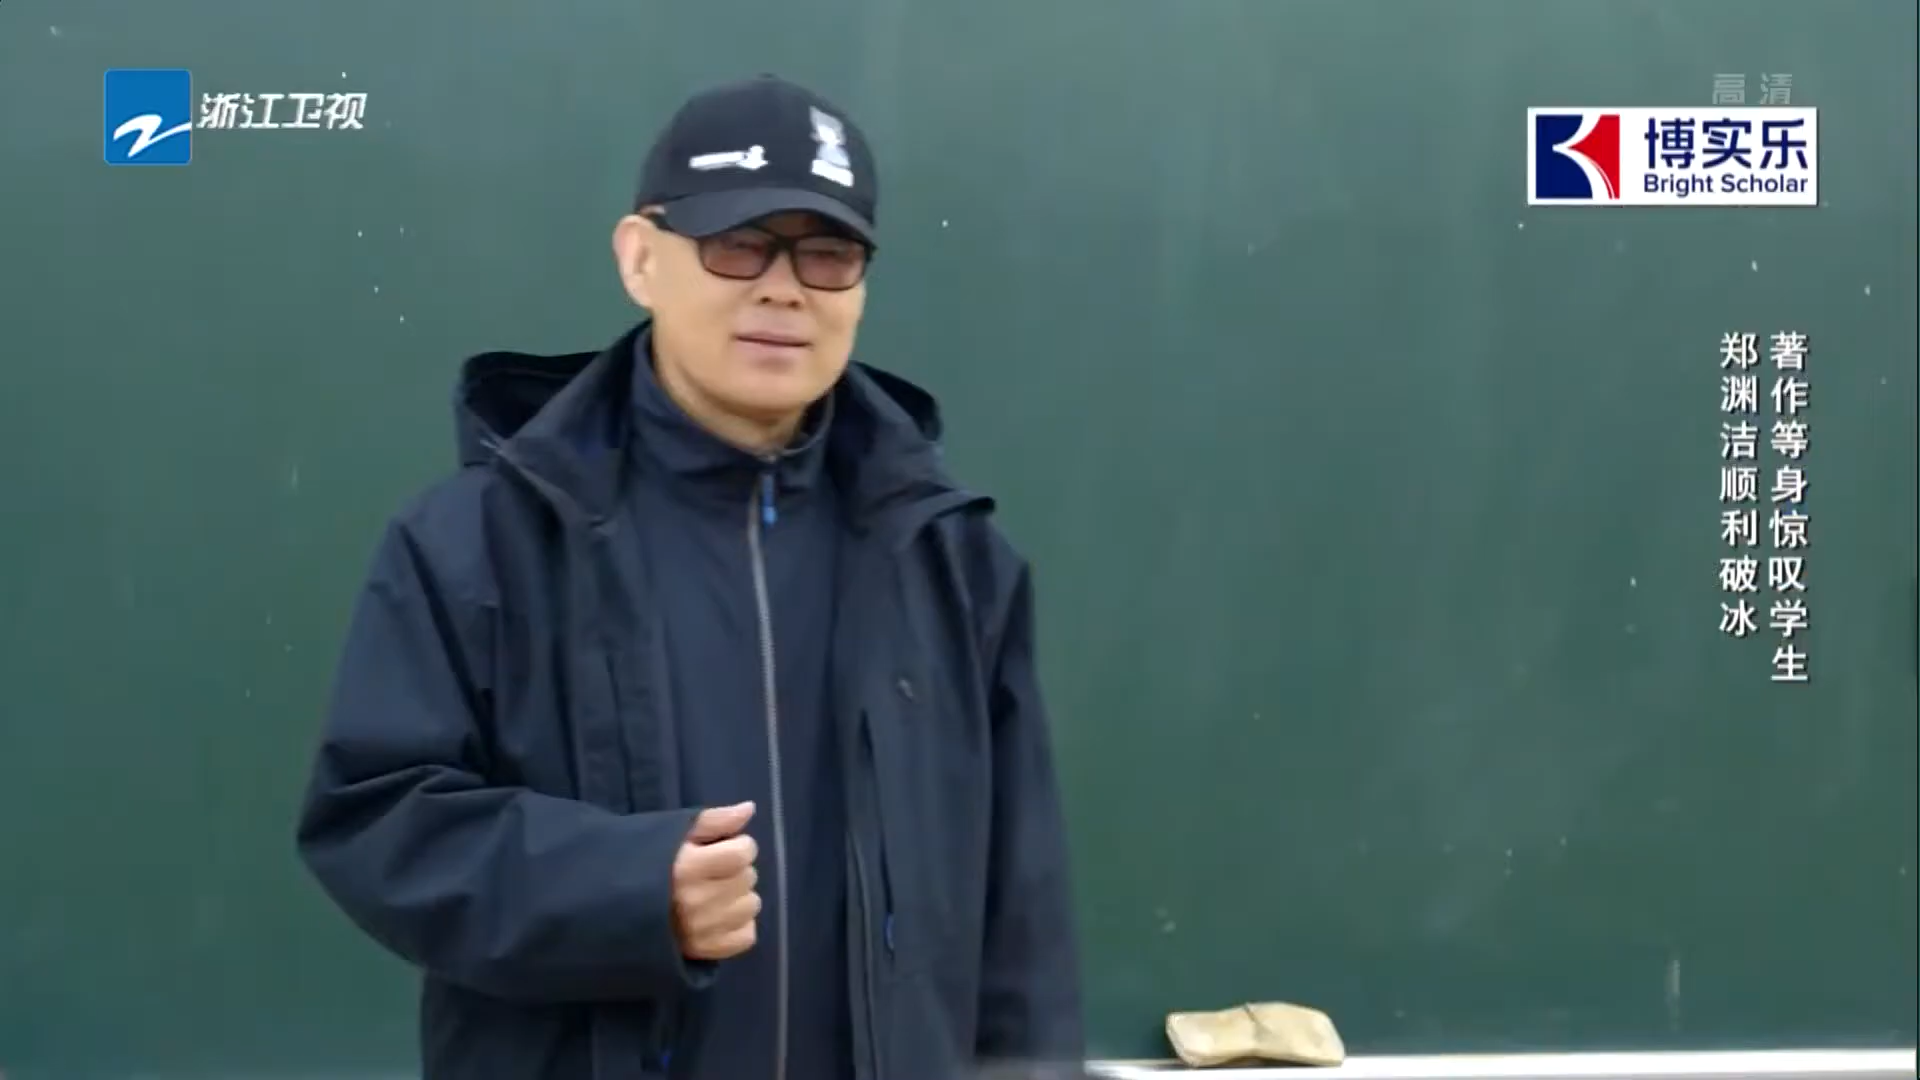 浙江卫视
高清
博实乐
Bright Scholar
著作等身惊叹学生
郑渊洁顺利破冰